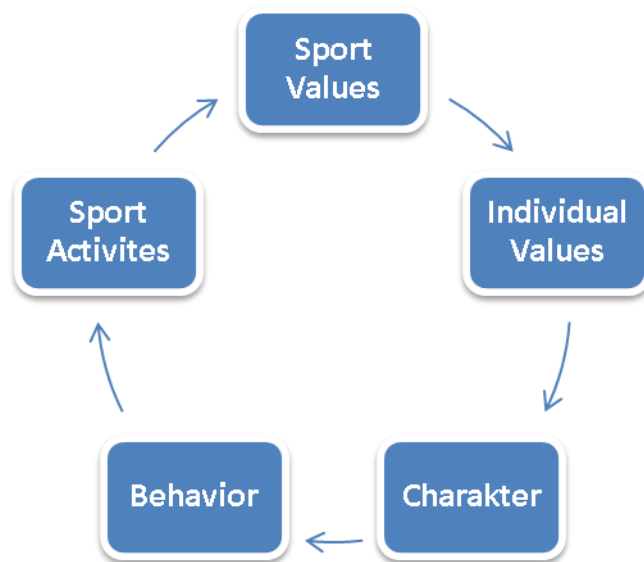 Sport
Values
Individual
Values
Charakter
Behavior
Sport
Activites